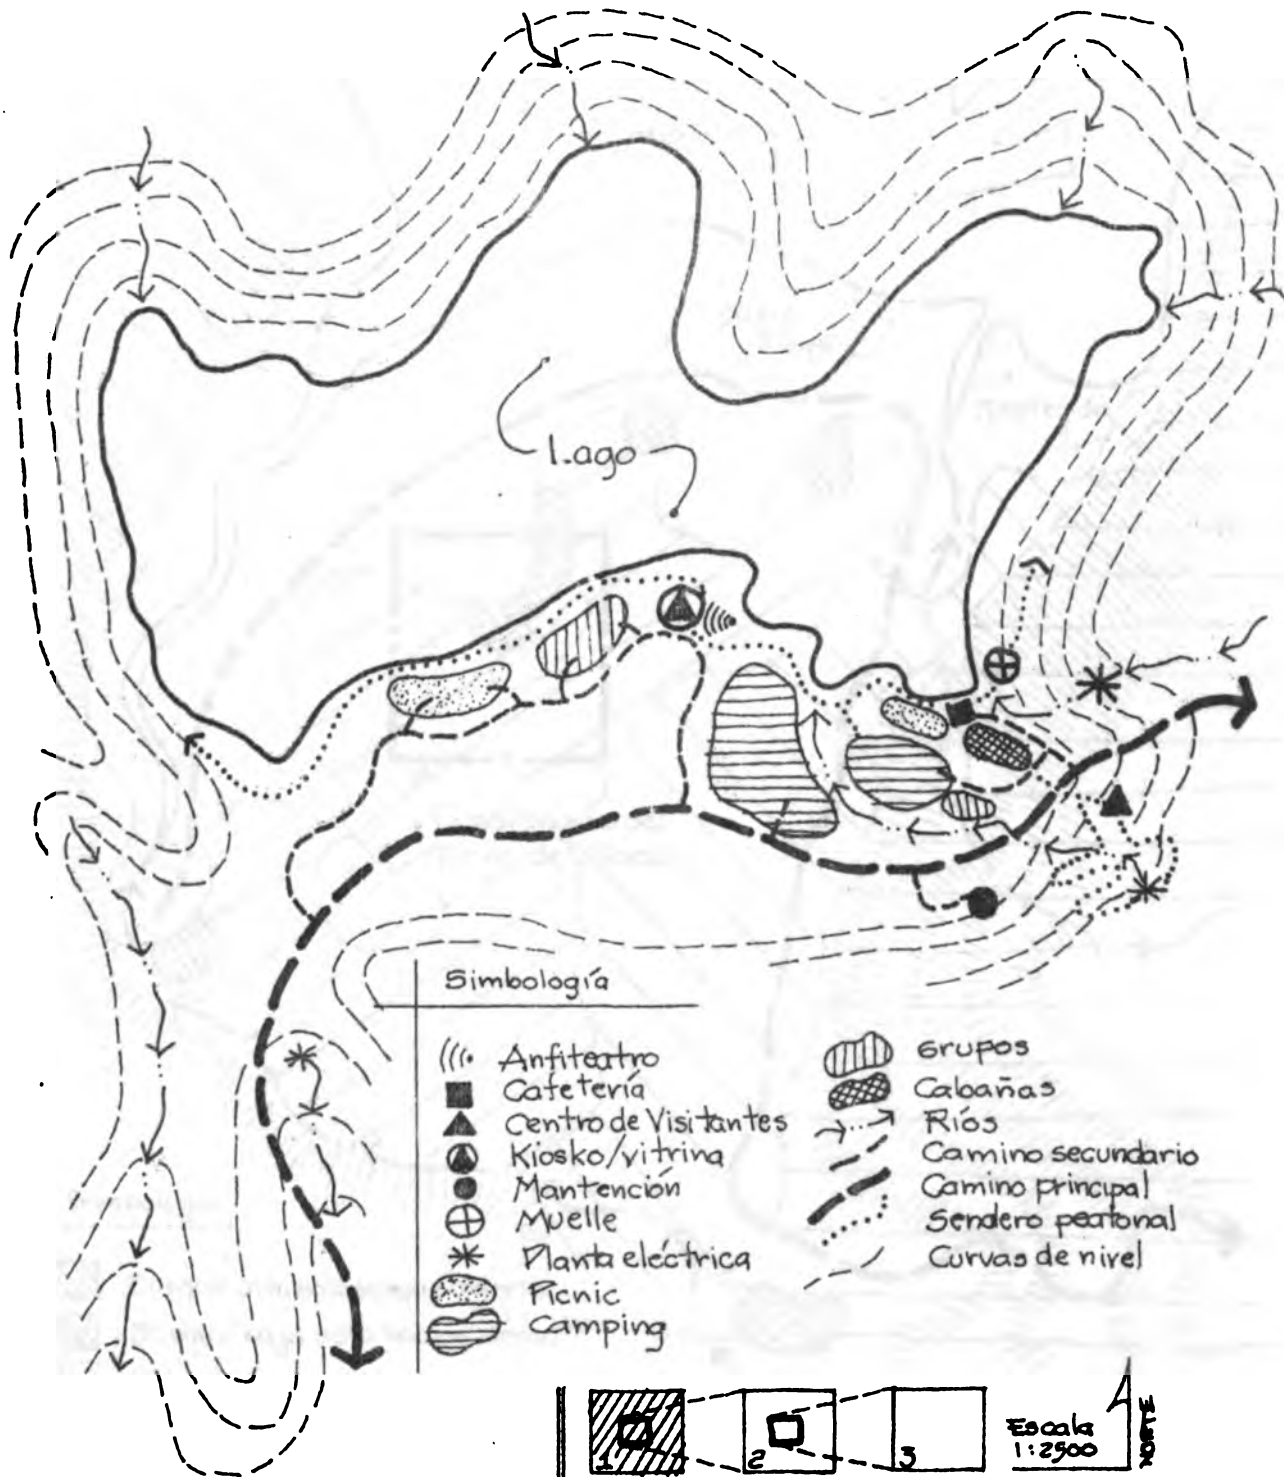 Lago
Simbología
Anfiteatro
Cafetería
Centro de Visitantes
Kiosko/vitrina
Mantención
Muelle
Planta eléctrica
Picnic
Camping
Grupos
Cabañas
Ríos
Camino secundario
Camino principal
Sendero peatonal
Curvas de nivel
1
2
3
Escala
1:2500
NORTE